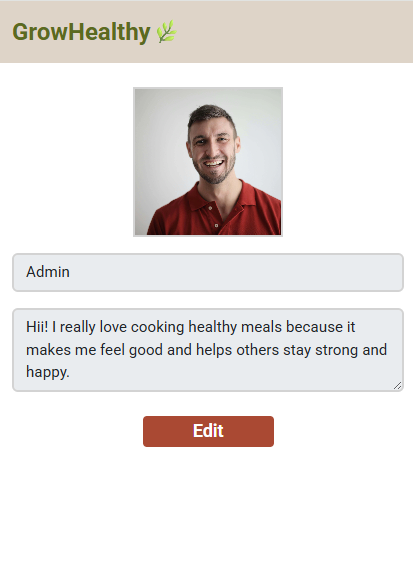 GrowHealthy🌿
Admin
Hii! I really love cooking healthy meals because it
makes me feel good and helps others stay strong and
happy.
Edit